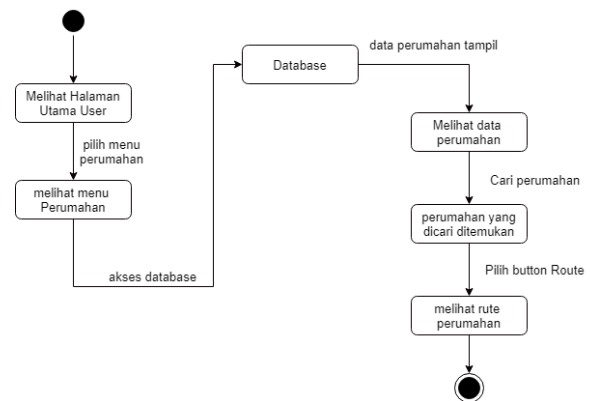 Melihat Halaman
Utama User
pilih menu
perumahan
melihat menu
Perumahan
akses database
Database
data perumahan tampil
Melihat data
perumahan
Cari perumahan
perumahan yang
dicari ditemukan
Pilih button Route
melihat rute
perumahan